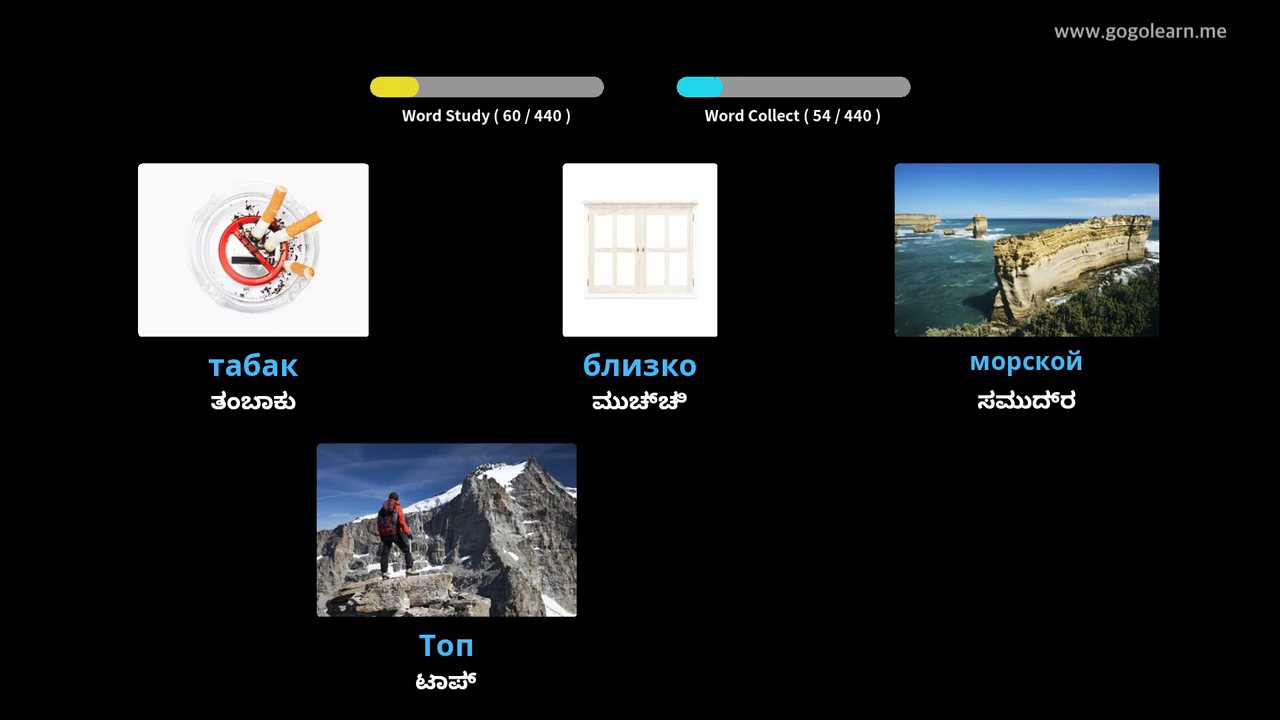 www.gogolearn.me
Word Study ( 60 / 440 )
Word Collect ( 54 / 440 )
табак
ತಂಬಾಕು
близко
ಮುಚ್ಚಿ
морской
ಸಮುದ್ರ
Топ
ಟಾಪ್